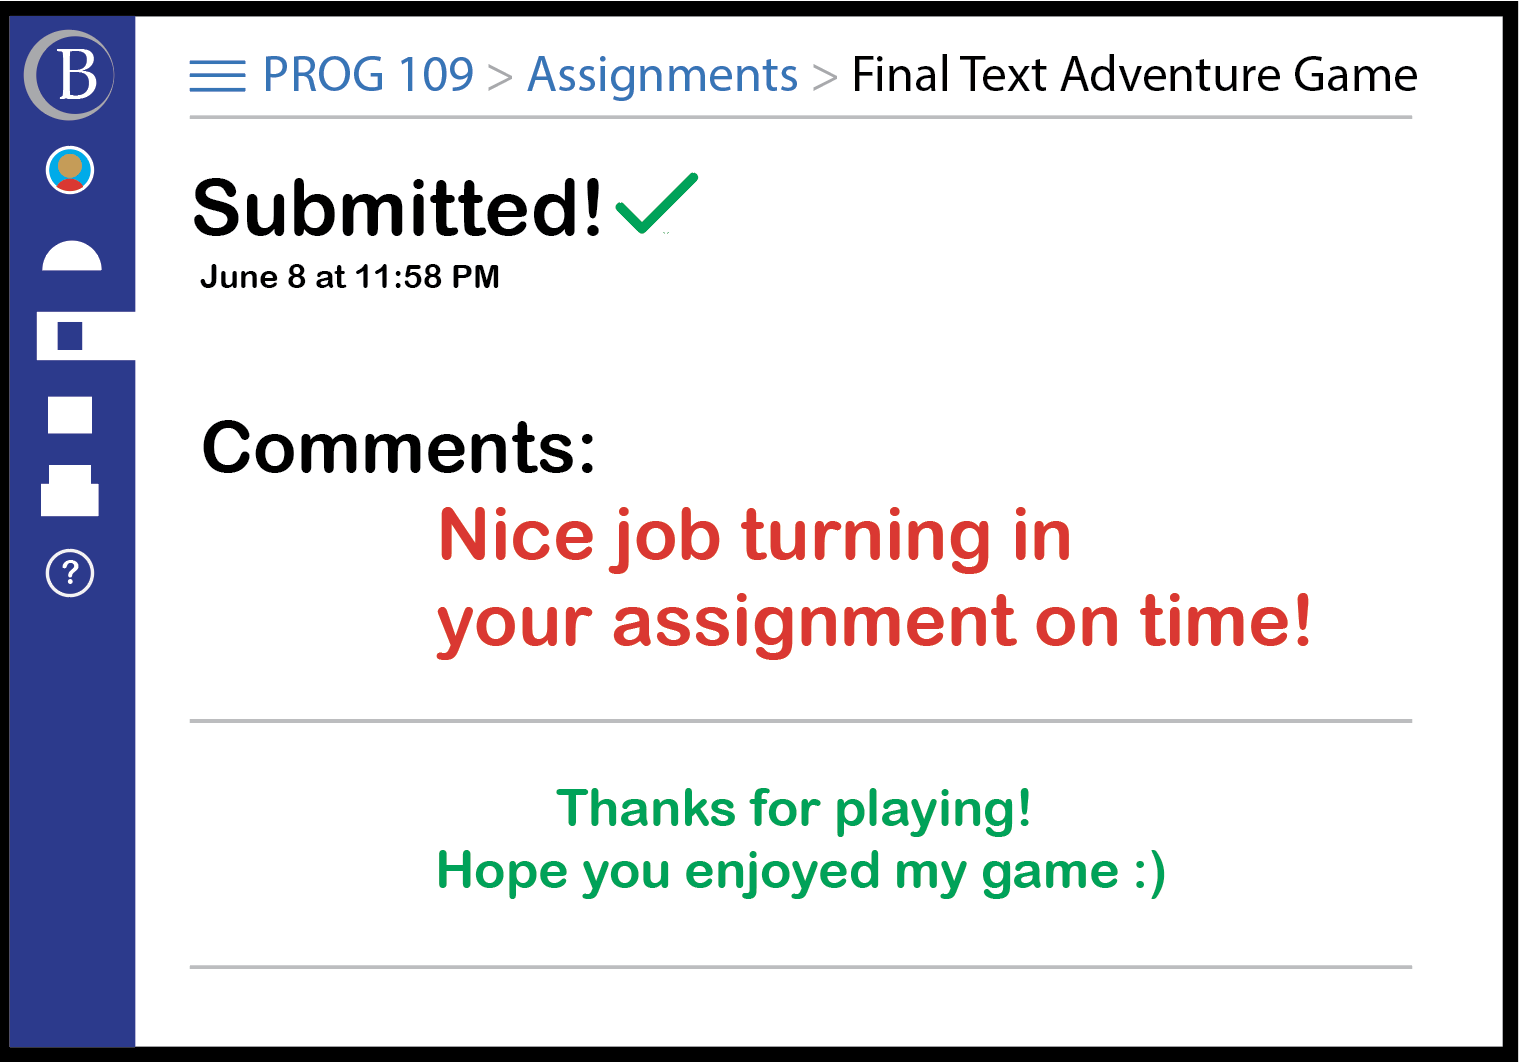 B
PROG 109 > Assignments > Final Text Adventure Game
Submitted!
June 8 at 11:58 PM
?
Comments:
Nice job turning in
your assignment on time!
Thanks for playing!
Hope you enjoyed my game :)